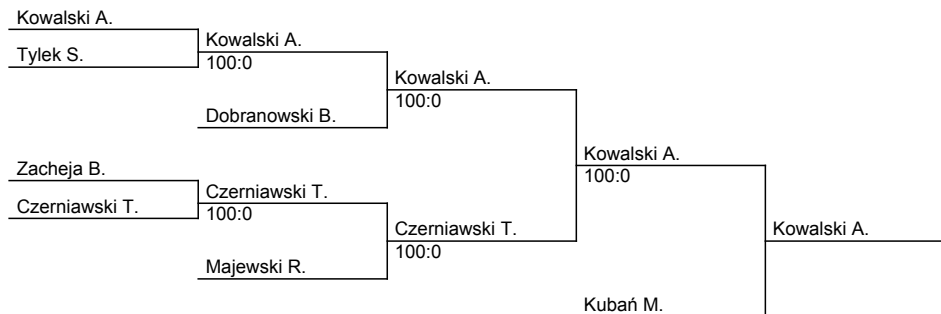 Kowalski A.
Kowalski A.
Tylek S.
100:0
Kowalski A.
100:0
Dobranowski B.
Kowalski A.
Zacheja B.
100:0
Czerniawski T.
Czerniawski T.
100:0
Czerniawski T.
Kowalski A.
100:0
Majewski R.
Kubań M.